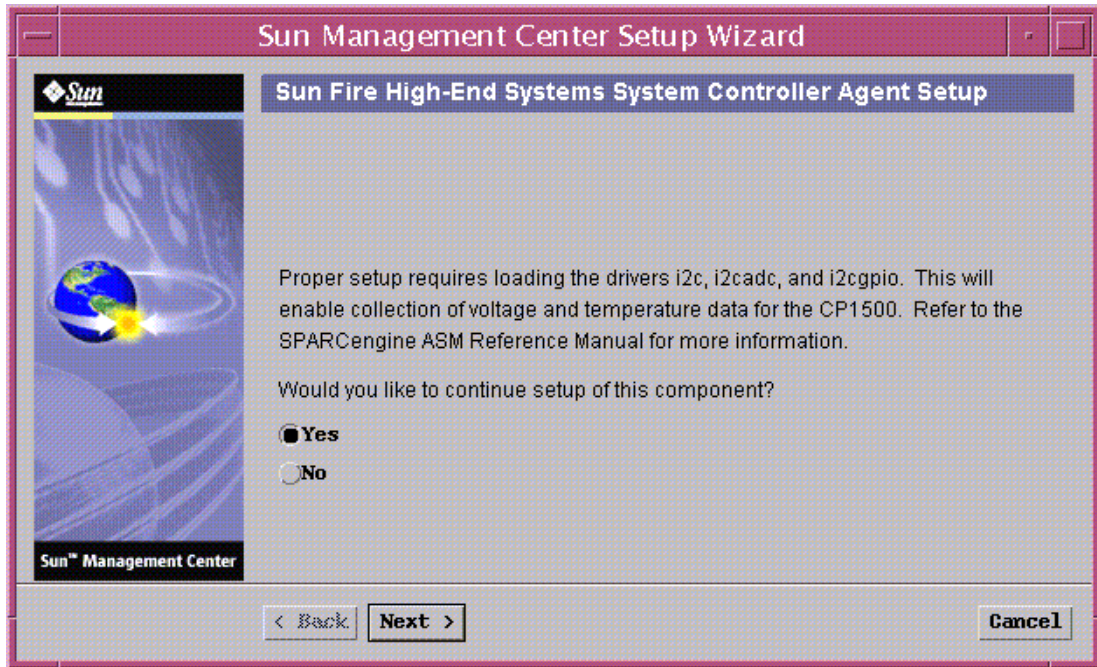 Sun Management Center Setup Wizard
Sun
Sun Fire High-End Systems System Controller Agent Setup
Proper setup requires loading the drivers i2c, i2cadc, and i2cgpio. This will
enable collection of voltage and temperature data for the CP1500. Refer to the
SPARCengine ASM Reference Manual for more information.
Would you like to continue setup of this component?
Yes
No
Sun™ Management Center
< Back
Next >
Cancel